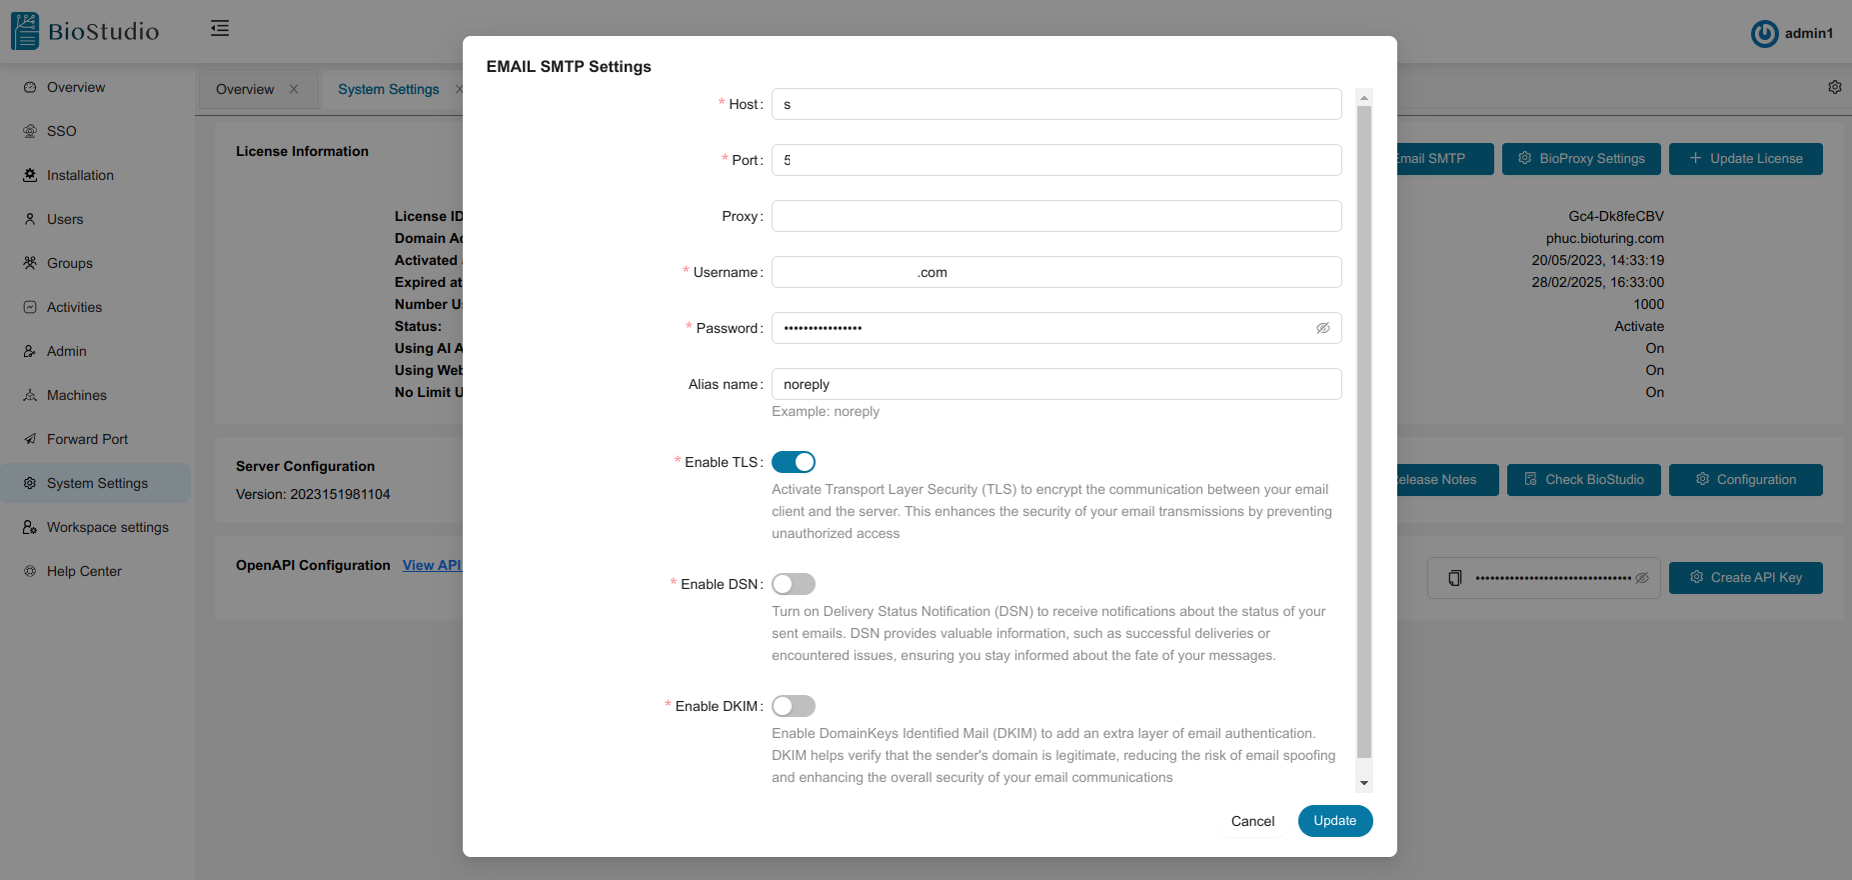 BioStudio
admin1
Overview
SSO
Installation
Users
Groups
Activities
Admin
Machines
Forward Port
System Settings
Workspace settings
Help Center
Overview
System Settings
License Information
Email SMTP
BioProxy Settings
Update License
License ID
Gc4-Dk8feCBV
Domain
phuc.bioturing.com
Activated
20/05/2023, 14:33:19
Expired at
28/02/2025, 16:33:00
Number
1000
Status:
Activate
Using AI
On
Using Web
On
No Limit
On
Server Configuration
Version: 2023151981104
Release Notes
Check BioStudio
Configuration
OpenAPI Configuration View API
••••••••••••••••••••••••••••••••
Create API Key
EMAIL SMTP Settings
* Host: s
* Port: 5
Proxy:
* Username: .com
* Password: ••••••••••••••••
Alias name: noreply
Example: noreply
* Enable TLS:
Activate Transport Layer Security (TLS) to encrypt the communication between your email
client and the server. This enhances the security of your email transmissions by preventing
unauthorized access
* Enable DSN:
Turn on Delivery Status Notification (DSN) to receive notifications about the status of your
sent emails. DSN provides valuable information, such as successful deliveries or
encountered issues, ensuring you stay informed about the fate of your messages.
* Enable DKIM:
Enable DomainKeys Identified Mail (DKIM) to add an extra layer of email authentication.
DKIM helps verify that the sender's domain is legitimate, reducing the risk of email spoofing
and enhancing the overall security of your email communications
Cancel
Update